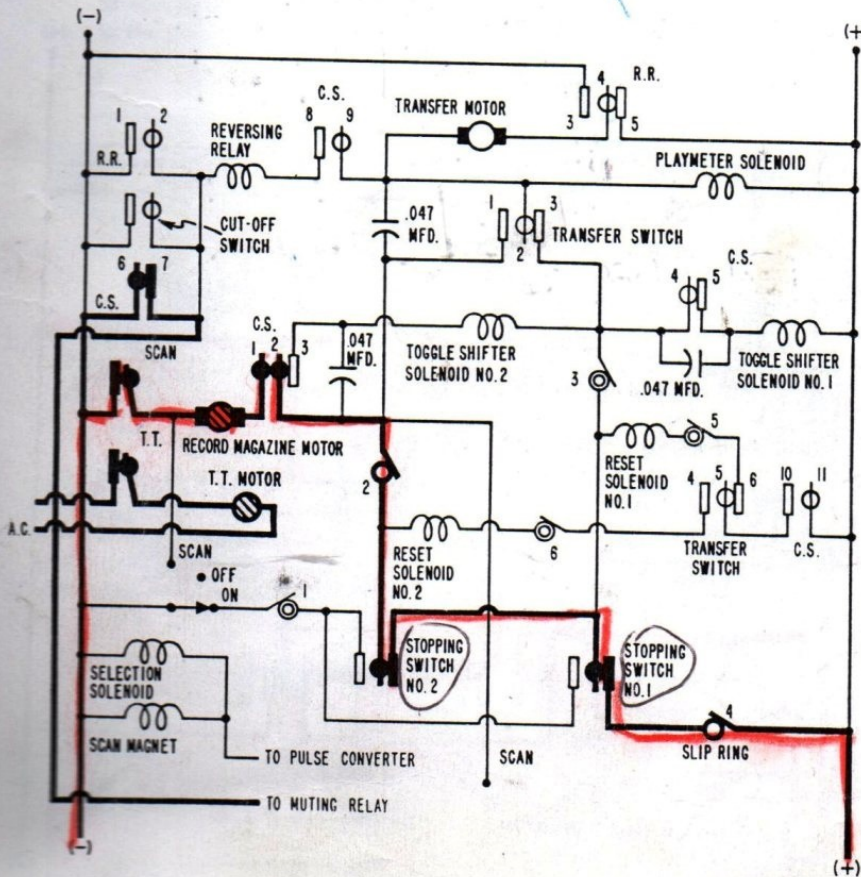 (-)
(+)
4 R.R.
C.S.
TRANSFER MOTOR
1 2
8 9
3 5
REVERSING
RELAY
R.R.
PLAYMETER SOLENOID
.047
MFD.
1 3
2
TRANSFER SWITCH
CUT-OFF
SWITCH
6 7
C.S.
C.S.
4 5
SCAN
C.S.
1 2 3
.047
MFD.
TOGGLE SHIFTER
SOLENOID NO.2
3
.047 MFD.
TOGGLE SHIFTER
SOLENOID NO.1
T.T.
RECORD MAGAZINE MOTOR
5
T.T. MOTOR
2
RESET
SOLENOID
NO.1
4 5 6 10 11
A.C.
SCAN
RESET
SOLENOID
NO.2
6
TRANSFER
SWITCH
C.S.
OFF
ON
1
STOPPING
SWITCH
NO.2
STOPPING
SWITCH
NO.1
SELECTION
SOLENOID
4
SCAN MAGNET
SLIP RING
TO PULSE CONVERTER
SCAN
TO MUTING RELAY
(-)
(+)